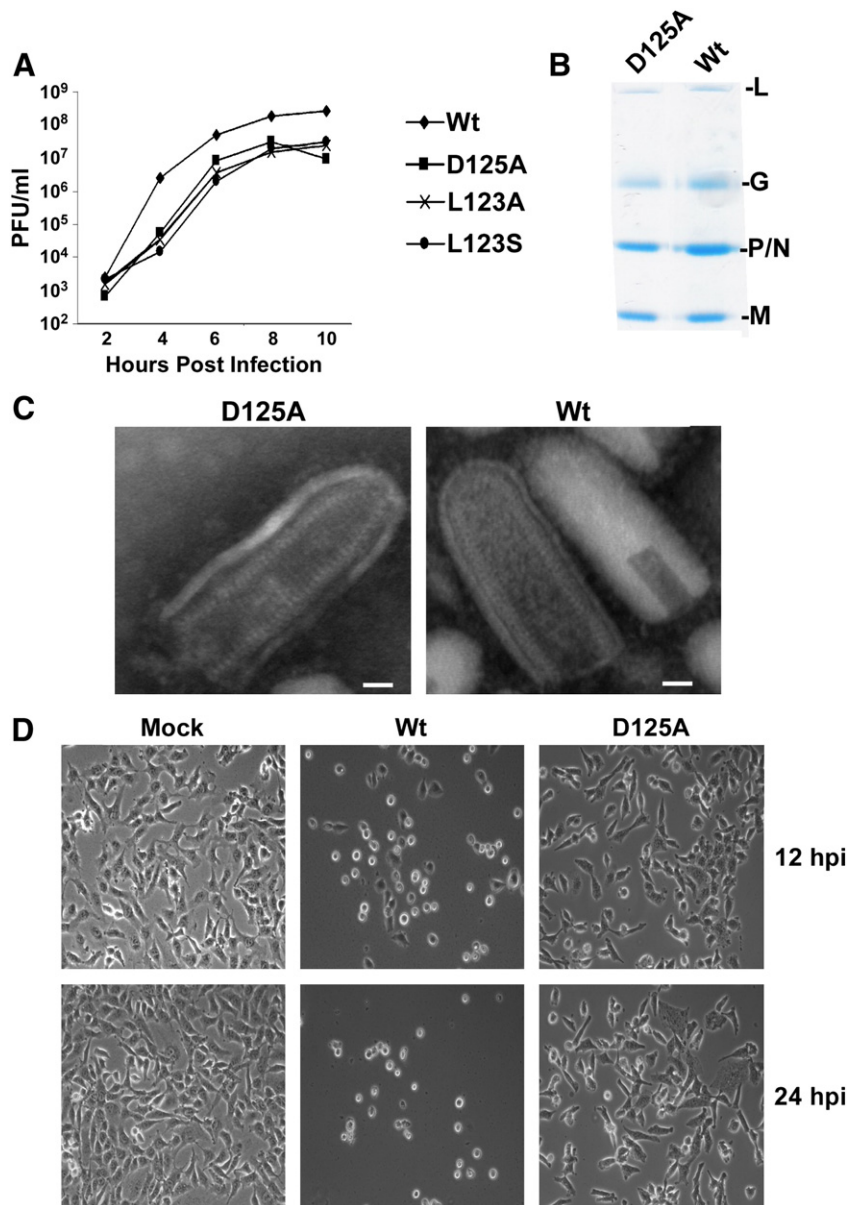 A
10⁹
10⁸
10⁷
10⁶
10⁵
10⁴
10³
10²
PFU/ml
2 4 6 8 10
Hours Post Infection
Wt
D125A
L123A
L123S
B
D125A Wt
-L
-G
-P/N
-M
C
D125A Wt
D
Mock Wt D125A
12 hpi
24 hpi